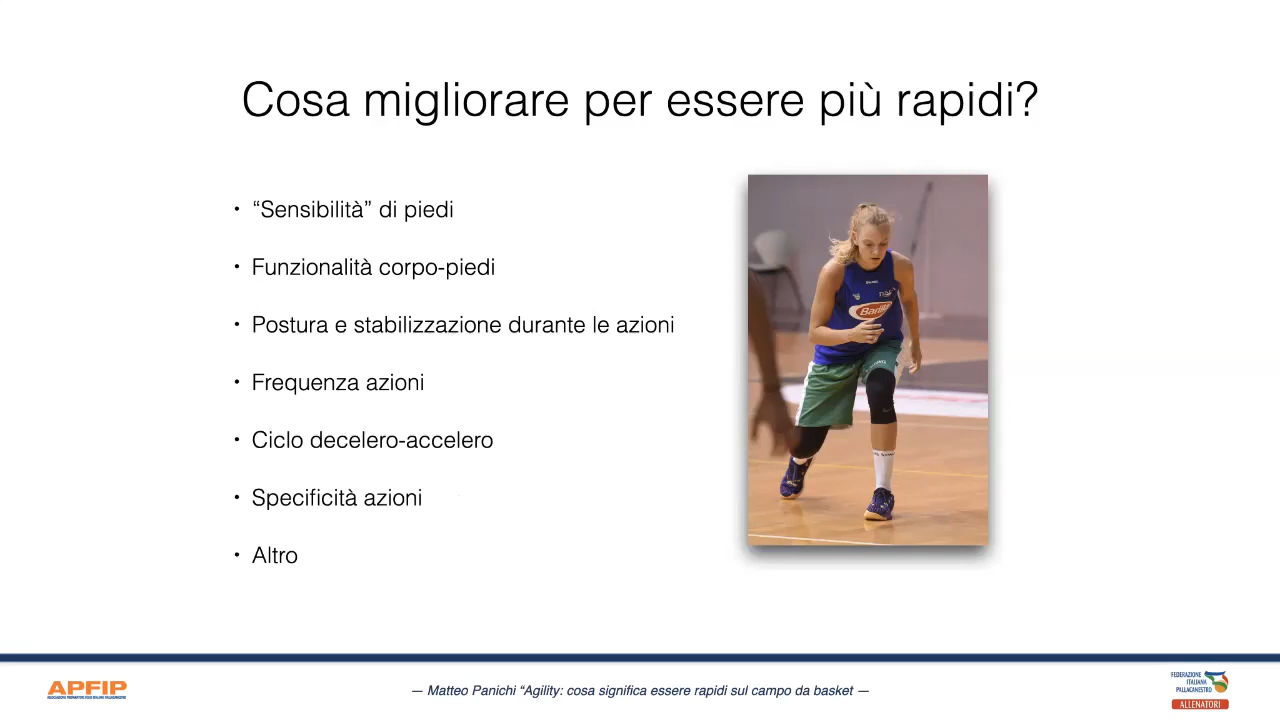 Cosa migliorare per essere più rapidi?
• “Sensibilità” di piedi
• Funzionalità corpo-piedi
• Postura e stabilizzazione durante le azioni
• Frequenza azioni
• Ciclo decelero-accelero
• Specificità azioni
• Altro
Barilla
APFIP
— Matteo Panichi “Agility: cosa significa essere rapidi sul campo da basket —
FEDERAZIONE
ITALIANA
PALLACANESTRO
ALLENATORI